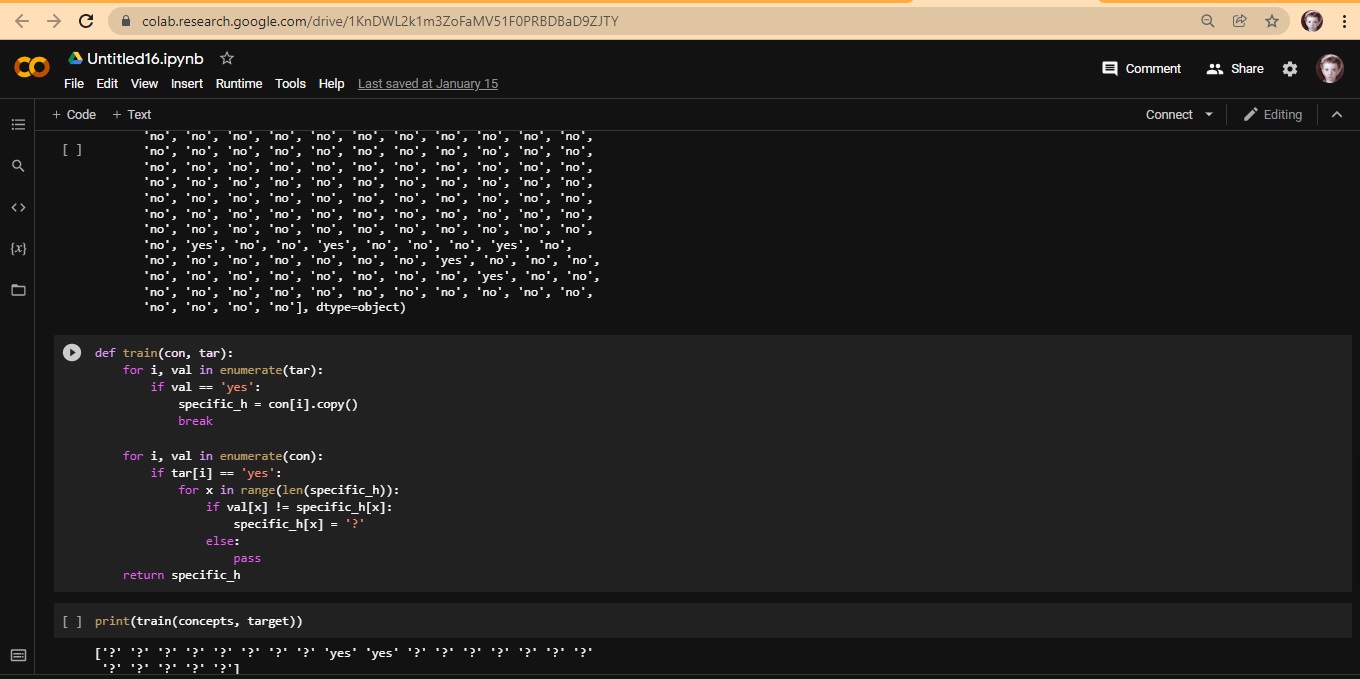 colab.research.google.com/drive/1KnDWL2k1m3ZoFaMV51F0PRBDBaD9ZJTY
Untitled16.ipynb
File Edit View Insert Runtime Tools Help Last saved at January 15
Comment Share
+ Code + Text
Connect Editing
'no', 'no', 'no', 'no', 'no', 'no', 'no', 'no', 'no', 'no', 'no',
[ ] 'no', 'no', 'no', 'no', 'no', 'no', 'no', 'no', 'no', 'no', 'no',
'no', 'no', 'no', 'no', 'no', 'no', 'no', 'no', 'no', 'no', 'no',
'no', 'no', 'no', 'no', 'no', 'no', 'no', 'no', 'no', 'no', 'no',
'no', 'no', 'no', 'no', 'no', 'no', 'no', 'no', 'no', 'no', 'no',
'no', 'no', 'no', 'no', 'no', 'no', 'no', 'no', 'no', 'no', 'no',
'no', 'no', 'no', 'no', 'no', 'no', 'no', 'no', 'no', 'no', 'no',
'no', 'yes', 'no', 'no', 'yes', 'no', 'no', 'no', 'yes', 'no',
'no', 'no', 'no', 'no', 'no', 'no', 'no', 'yes', 'no', 'no', 'no',
'no', 'no', 'no', 'no', 'no', 'no', 'no', 'no', 'yes', 'no', 'no',
'no', 'no', 'no', 'no', 'no', 'no', 'no', 'no', 'no', 'no', 'no',
'no', 'no', 'no', 'no'], dtype=object)
{x}
def train(con, tar):
for i, val in enumerate(tar):
if val == 'yes':
specific_h = con[i].copy()
break
for i, val in enumerate(con):
if tar[i] == 'yes':
for x in range(len(specific_h)):
if val[x] != specific_h[x]:
specific_h[x] = '?'
else:
pass
return specific_h
[ ] print(train(concepts, target))
['?' '?' '?' '?' '?' '?' '?' '?' 'yes' 'yes' '?' '?' '?' '?' '?' '?' '?'
'?' '?' '?' '?' '?']